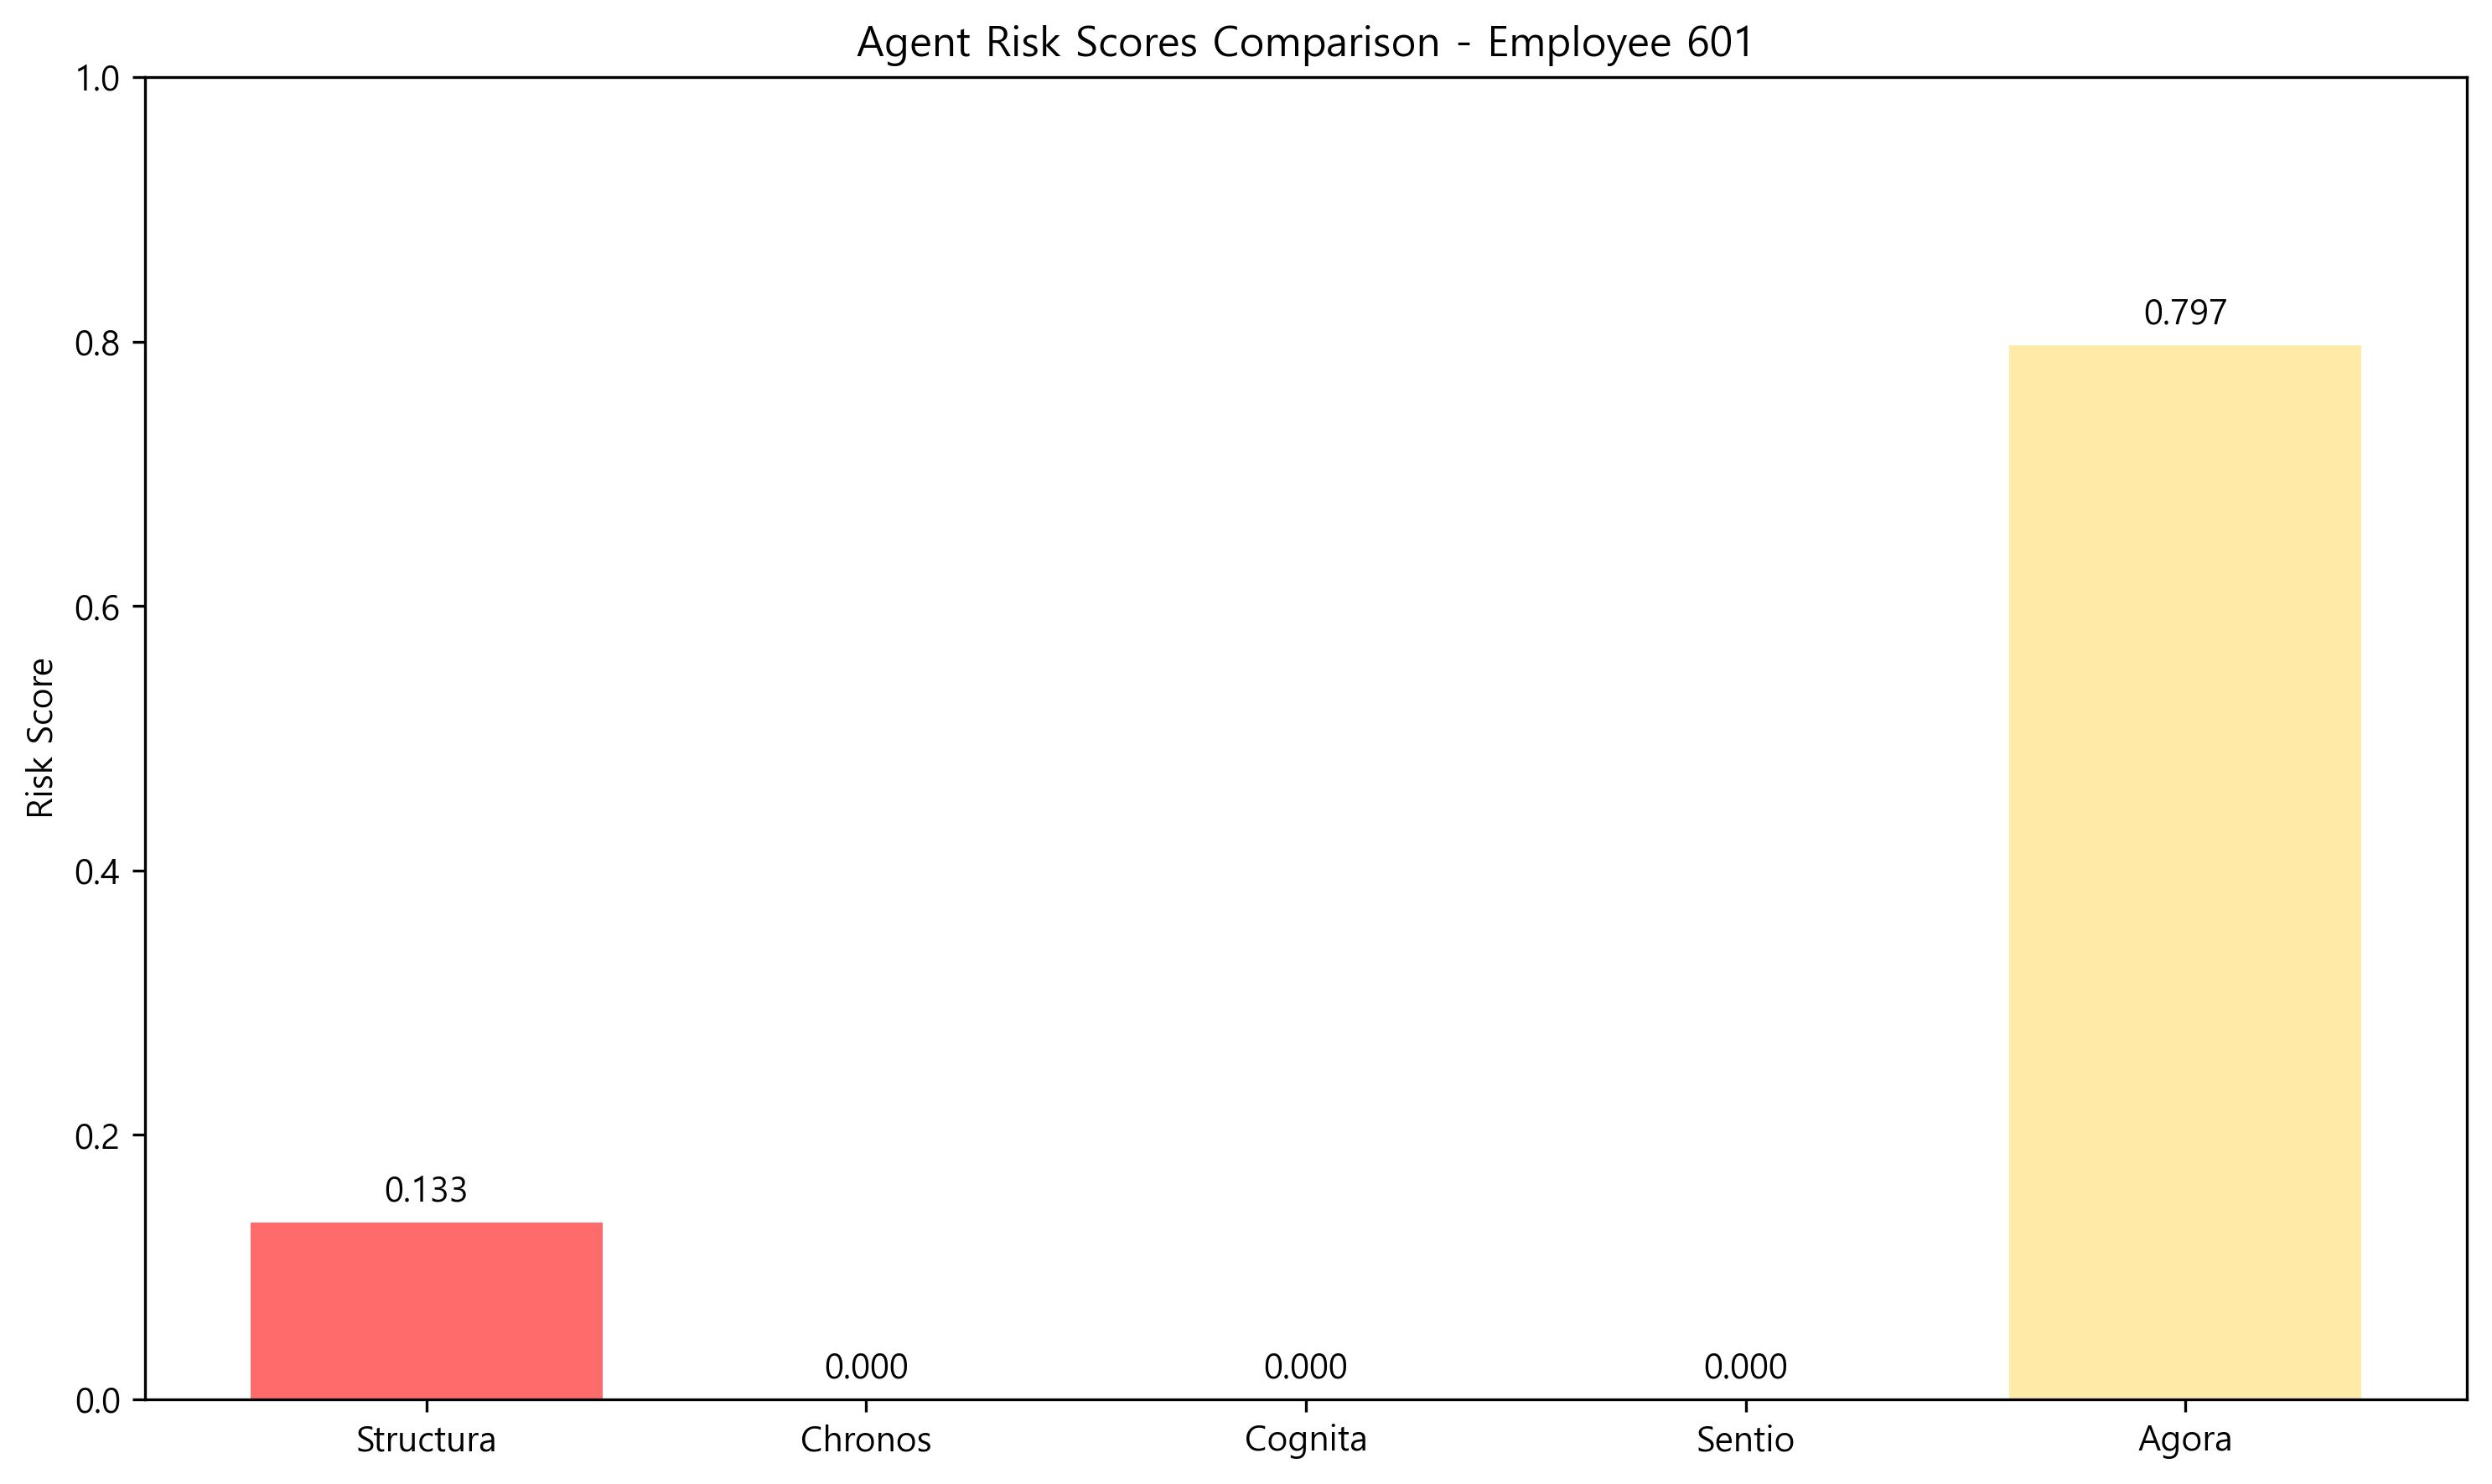 Agent Risk Scores Comparison - Employee 601
Risk Score
1.0
0.8
0.6
0.4
0.2
0.0
0.133
0.000
0.000
0.000
0.797
Structura
Chronos
Cognita
Sentio
Agora